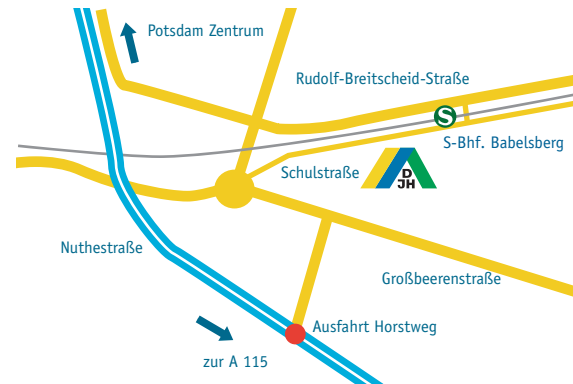 Potsdam Zentrum
Rudolf-Breitscheid-Straße
S
S-Bhf. Babelsberg
Schulstraße
D
JH
Nuthestraße
Großbeerenstraße
Ausfahrt Horstweg
zur A 115